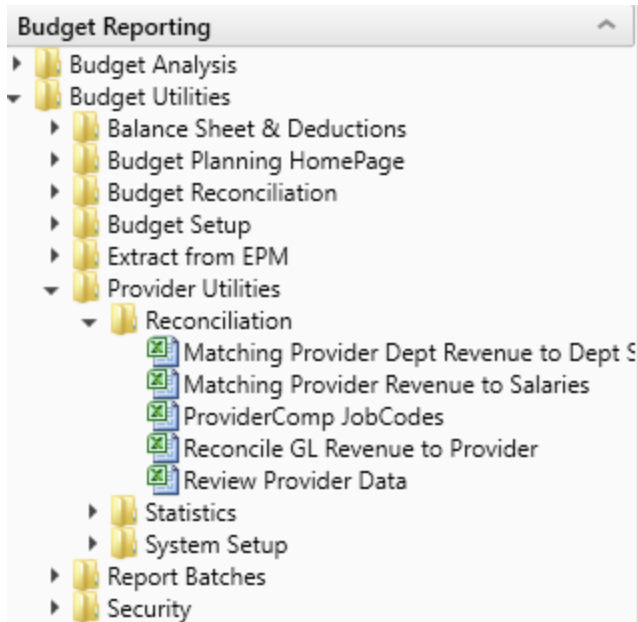 Budget Reporting
Budget Analysis
Budget Utilities
Balance Sheet & Deductions
Budget Planning HomePage
Budget Reconciliation
Budget Setup
Extract from EPM
Provider Utilities
Reconciliation
Matching Provider Dept Revenue to Dept S
Matching Provider Revenue to Salaries
ProviderComp JobCodes
Reconcile GL Revenue to Provider
Review Provider Data
Statistics
System Setup
Report Batches
Security